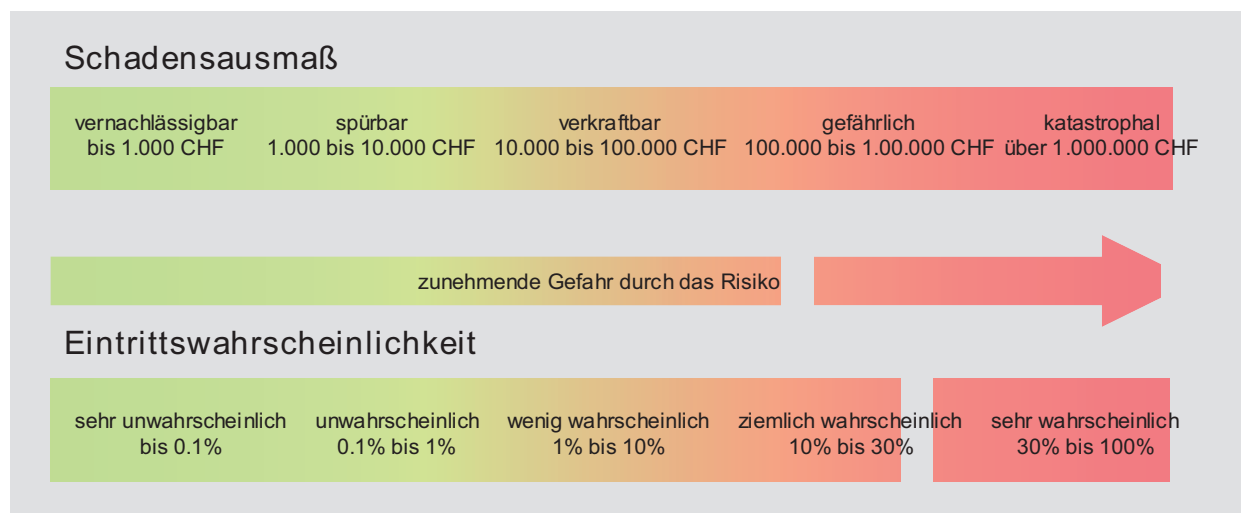 Schadensausmaß
vernachlässigbar spürbar verkraftbar gefährlich katastrophal
bis 1.000 CHF 1.000 bis 10.000 CHF 10.000 bis 100.000 CHF 100.000 bis 1.00.000 CHF über 1.000.000 CHF
zunehmende Gefahr durch das Risiko
Eintrittswahrscheinlichkeit
sehr unwahrscheinlich unwahrscheinlich wenig wahrscheinlich ziemlich wahrscheinlich sehr wahrscheinlich
bis 0.1% 0.1% bis 1% 1% bis 10% 10% bis 30% 30% bis 100%